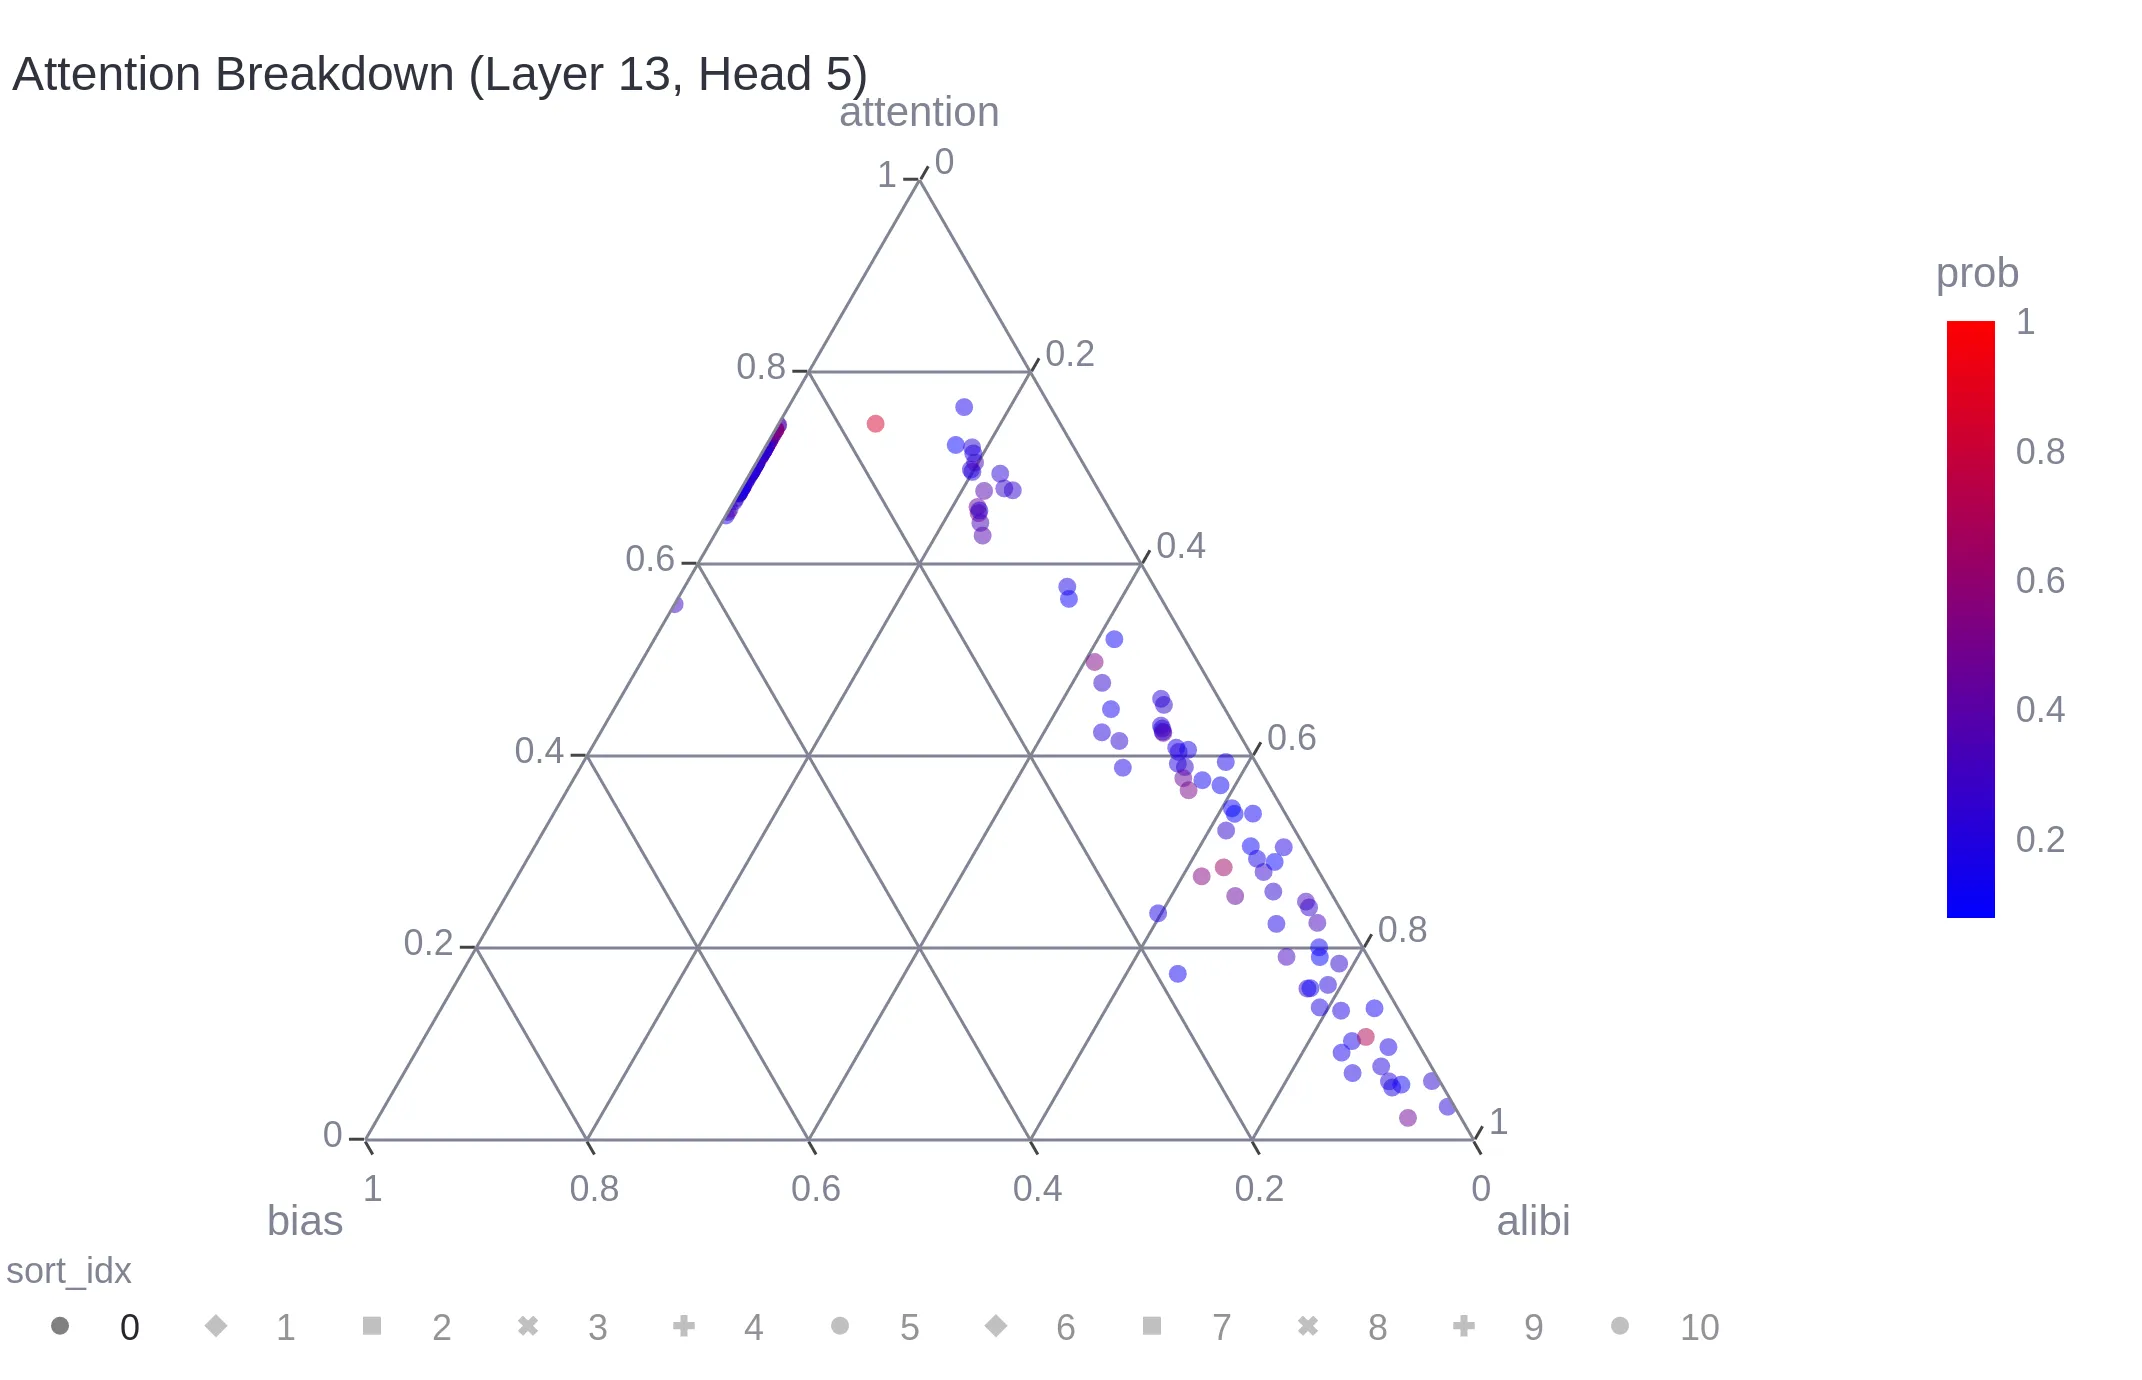 Attention Breakdown (Layer 13, Head 5)
attention
1 0
prob
1
0.8 0.2
0.8
0.6 0.4
0.6
0.4 0.6
0.4
0.2 0.8
0.2
0 1
1 0.8 0.6 0.4 0.2 0
bias alibi
sort_idx
0 1 2 3 4 5 6 7 8 9 10